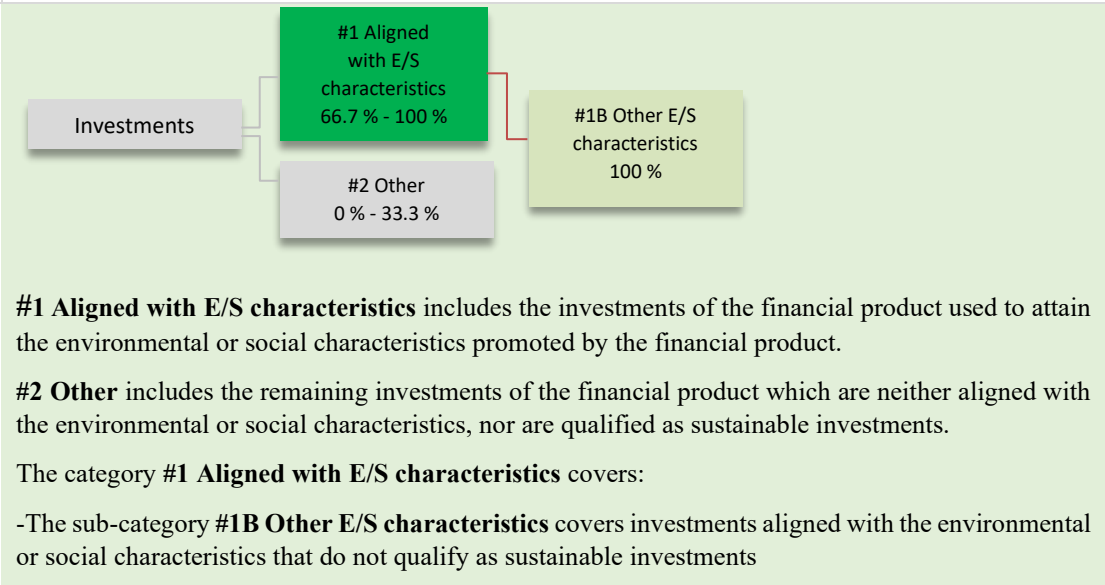 #1 Aligned
with E/S
characteristics
66.7 % - 100 %
Investments
#1B Other E/S
characteristics
100 %
#2 Other
0 % - 33.3 %
#1 Aligned with E/S characteristics includes the investments of the financial product used to attain
the environmental or social characteristics promoted by the financial product.
#2 Other includes the remaining investments of the financial product which are neither aligned with
the environmental or social characteristics, nor are qualified as sustainable investments.
The category #1 Aligned with E/S characteristics covers:
-The sub-category #1B Other E/S characteristics covers investments aligned with the environmental
or social characteristics that do not qualify as sustainable investments